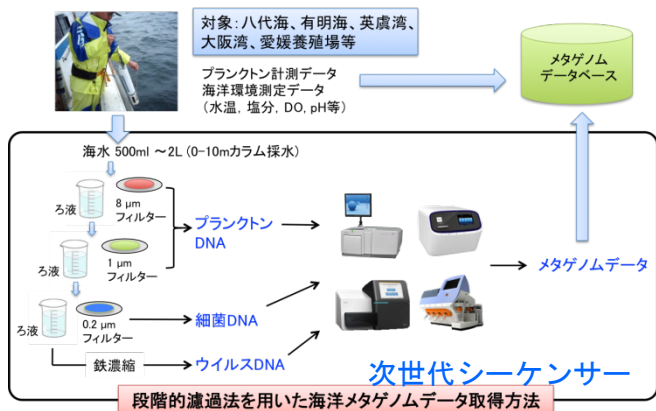 対象：八代海、有明海、英虞湾、
大阪湾、愛媛養殖場等
プランクトン計測データ
海洋環境測定データ
(水温, 塩分, DO, pH等)
メタゲノム
データベース
海水 500ml ～2L (0-10mカラム採水)
ろ液
8 μm
フィルター
プランクトン
DNA
ろ液
1 μm
フィルター
メタゲノムデータ
ろ液
0.2 μm
フィルター
細菌DNA
鉄濃縮
ウイルスDNA
次世代シーケンサー
段階的濾過法を用いた海洋メタゲノムデータ取得方法